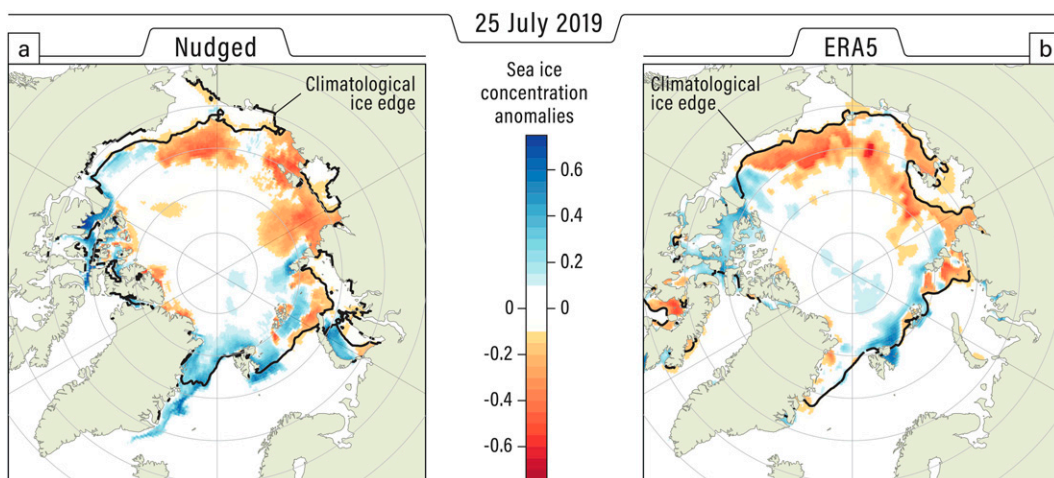 25 July 2019
a
Nudged
ERA5
b
Climatological
ice edge
Sea ice
concentration
anomalies
Climatological
ice edge
0.6
0.4
0.2
0
0
-0.2
-0.4
-0.6